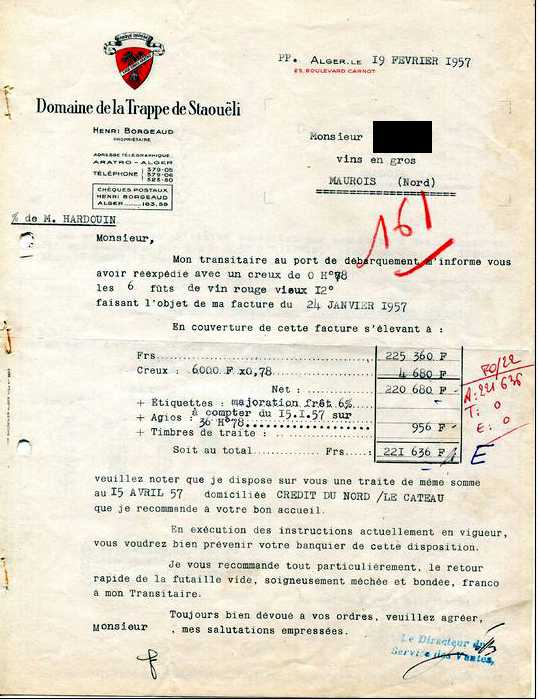 PP. ALGER, LE 19 FEVRIER 1957
25, BOULEVARD CARNOT
Domaine de la Trappe de Staouëli
HENRI BORGEAUD
PROPRIÉTAIRE
ADRESSE TÉLÉGRAPHIQUE
ARATRO - ALGER
TÉLÉPHONE 379-05
379-06
CHÈQUES POSTAUX
HENRI BORGEAUD
ALGER
Monsieur
vins en gros
MAUROIS (Nord)
161
% de M. HARDOUIN
Monsieur,
Mon transitaire au port de débarquement m'informe vous
avoir réexpédié avec un creux de 0 H°78
les 6 fûts de vin rouge vieux 12°
faisant l'objet de ma facture du 24 JANVIER 1957
En couverture de cette facture s'élevant à :
Frs 225 360 F
Creux : 6000 F x0,78 4 680 F
Net : 220 680 F
+ Etiquettes : majoration frêt 6%
à compter du 15.I.57 sur
+ Agios : 36 H°78 956 F
+ Timbres de traite :
Soit au total Frs: 221 636 F
A: 221 636
T: 0
E: 0
E
veuillez noter que je dispose sur vous une traite de même somme
au 15 AVRIL 57 domiciliée CREDIT DU NORD /LE CATEAU
que je recommande à votre bon accueil.
En exécution des instructions actuellement en vigueur,
vous voudrez bien prévenir votre banquier de cette disposition.
Je vous recommande tout particulièrement, le retour
rapide de la futaille vide, soigneusement méchée et bondée, franco
à mon Transitaire.
Toujours bien dévoué à vos ordres, veuillez agréer,
Monsieur , mes salutations empressées.
Le Directeur du
Service des Ventes,